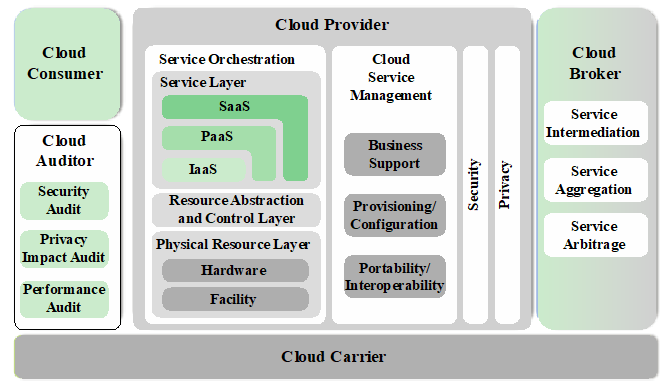 Cloud
Consumer
Cloud
Auditor
Security
Audit
Privacy
Impact Audit
Performance
Audit
Cloud Provider
Service Orchestration
Service Layer
SaaS
PaaS
IaaS
Resource Abstraction
and Control Layer
Physical Resource Layer
Hardware
Facility
Cloud
Service
Management
Business
Support
Provisioning/
Configuration
Portability/
Interoperability
Security
Privacy
Cloud
Broker
Service
Intermediation
Service
Aggregation
Service
Arbitrage
Cloud Carrier